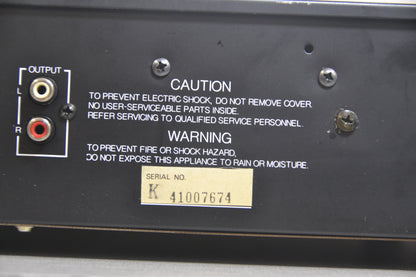 OUTPUT
L
R
CAUTION
TO PREVENT ELECTRIC SHOCK, DO NOT REMOVE COVER.
NO USER-SERVICEABLE PARTS INSIDE.
REFER SERVICING TO QUALIFIED SERVICE PERSONNEL.
WARNING
TO PREVENT FIRE OR SHOCK HAZARD,
DO NOT EXPOSE THIS APPLIANCE TO RAIN OR MOISTURE.
SERIAL NO.
K 41007674